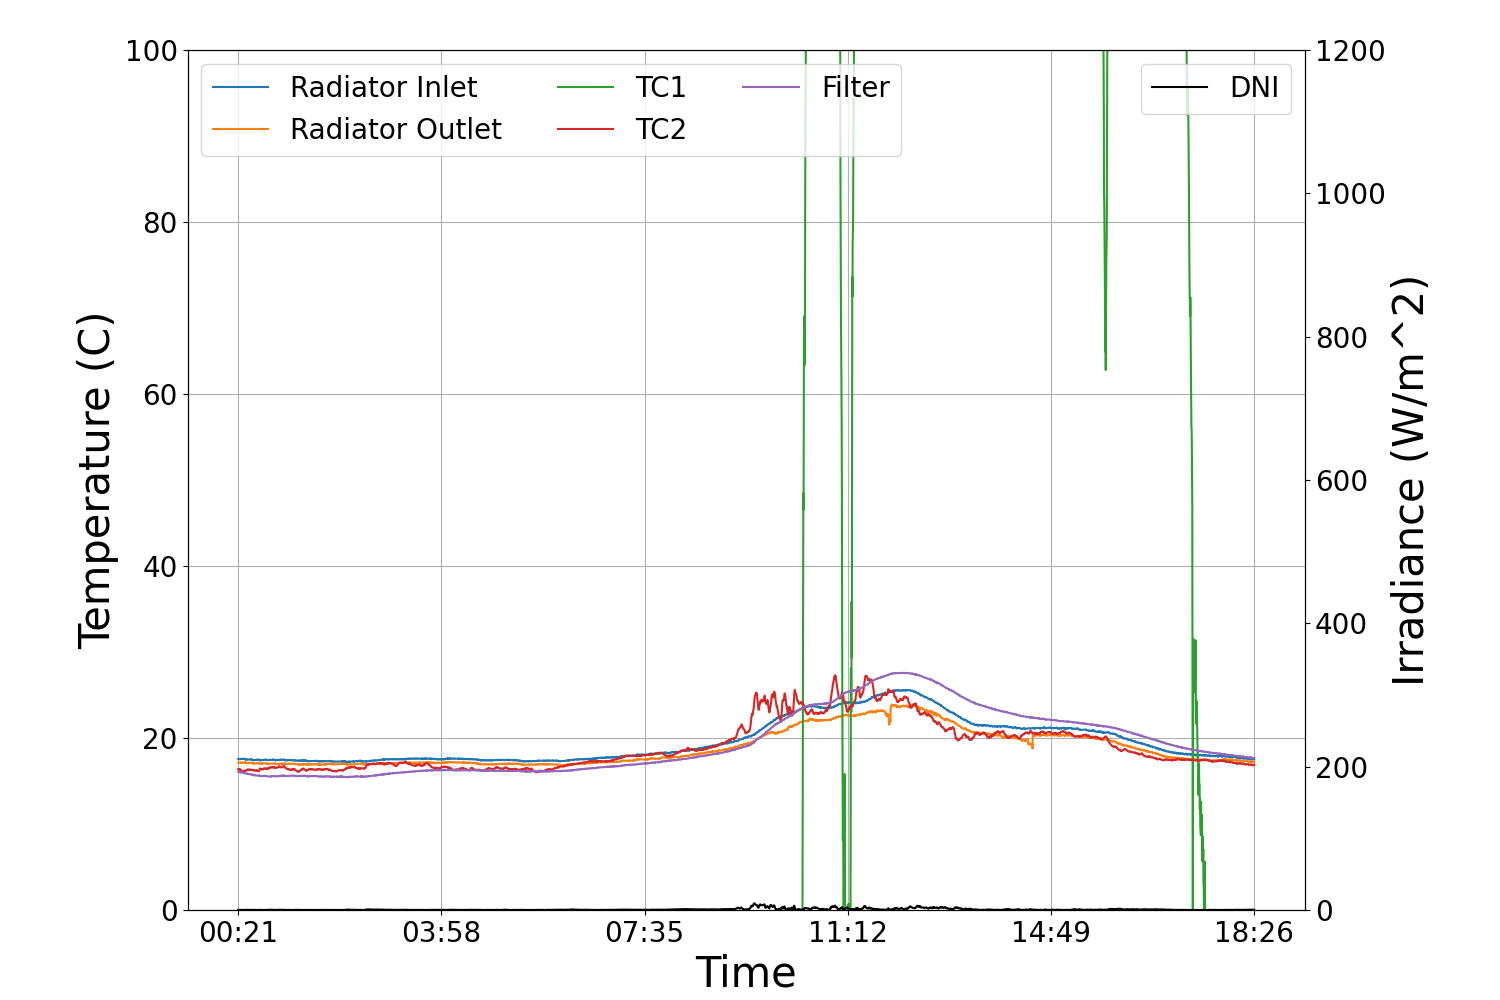 Radiator Inlet
Radiator Outlet
TC1
TC2
Filter
DNI
Temperature (C)
100
80
60
40
20
0
Irradiance (W/m^2)
1200
1000
800
600
400
200
0
00:21 03:58 07:35 11:12 14:49 18:26
Time